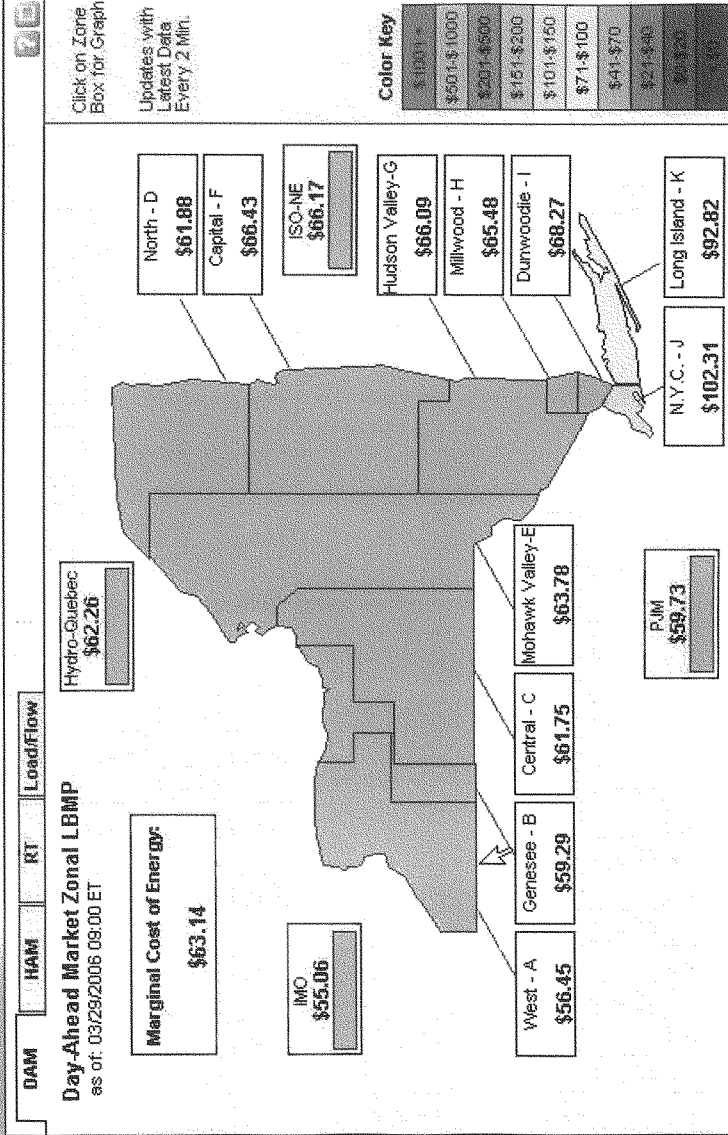 DAM
HAM
RT
Load/Flow
Day-Ahead Market Zonal LBMP
as of: 03/29/2006 09:00 ET
Click on Zone
Box for Graph
Updates with
Latest Data
Every 2 Min.
Marginal Cost of Energy:
$63.14
Hydro-Quebec
$62.26
IMO
$55.06
North - D
$61.88
Capital - F
$66.43
ISO-NE
$66.17
Hudson Valley-G
$66.09
Millwood - H
$65.48
Dunwoodie - I
$68.27
West - A
$56.45
Genesee - B
$59.29
Central - C
$61.75
Mohawk Valley-E
$63.78
PJM
$59.73
N.Y.C. - J
$102.31
Long Island - K
$92.82
Color Key
$1001 +
$501-$1000
$201-$500
$151-$200
$101-$150
$71-$100
$41-$70
$21-$40